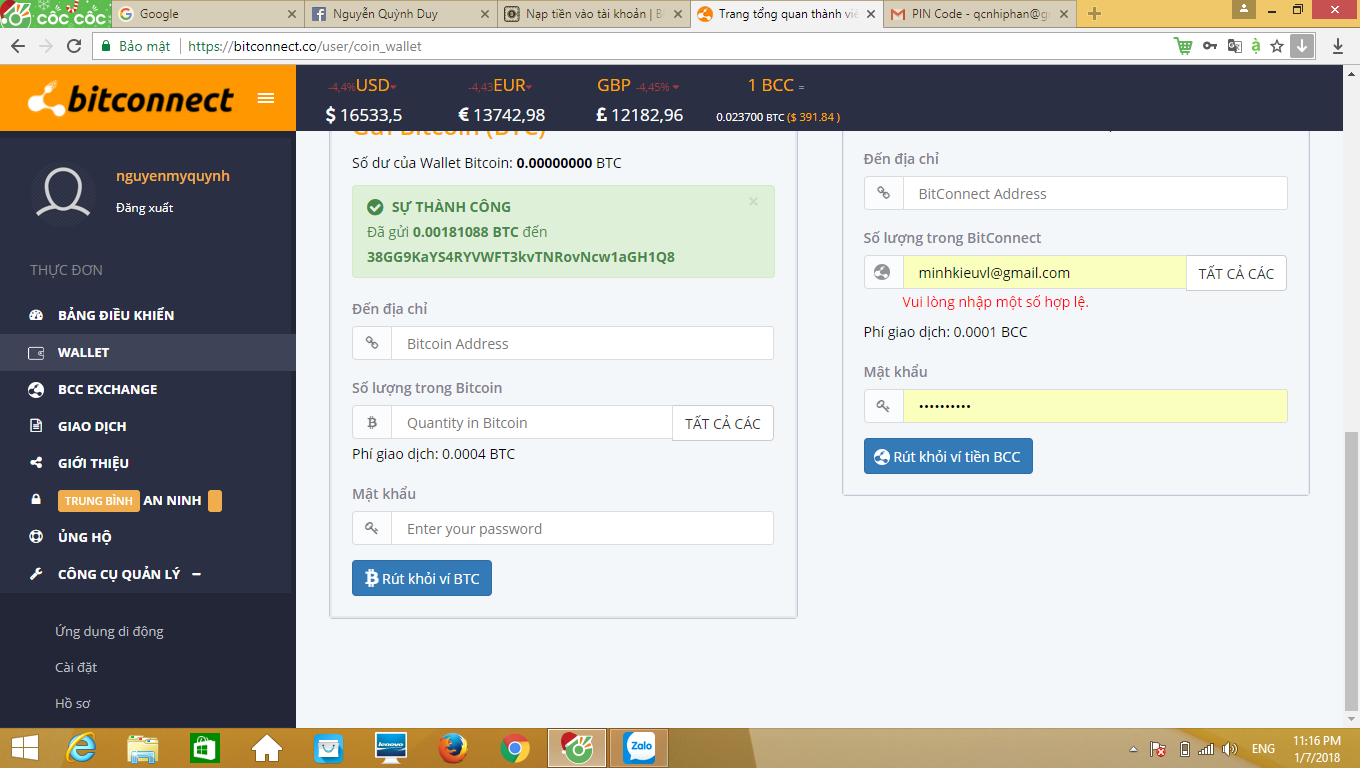 CỐC CỐC
Google
Nguyễn Quỳnh Duy
Nạp tiền vào tài khoản | B
Trang tổng quan thành viê
PIN Code - qcnhiphan@g
Bảo mật
https://bitconnect.co/user/coin_wallet
bitconnect
-4,4% USD
-4,43 EUR
GBP -4,45%
1 BCC =
$ 16533,5
€ 13742,98
£ 12182,96
0.023700 BTC ($ 391.84 )
nguyenmyquynh
Đăng xuất
THỰC ĐƠN
BẢNG ĐIỀU KHIỂN
WALLET
BCC EXCHANGE
GIAO DỊCH
GIỚI THIỆU
TRUNG BÌNH AN NINH
ỦNG HỘ
CÔNG CỤ QUẢN LÝ
Ứng dụng di động
Cài đặt
Hồ sơ
Gửi Bitcoin (BTC)
Số dư của Wallet Bitcoin: 0.00000000 BTC
SỰ THÀNH CÔNG
Đã gửi 0.00181088 BTC đến
38GG9KaYS4RYVWFT3kvTNRovNcw1aGH1Q8
Đến địa chỉ
Bitcoin Address
Số lượng trong Bitcoin
Quantity in Bitcoin
TẤT CẢ CÁC
Phí giao dịch: 0.0004 BTC
Mật khẩu
Enter your password
Rút khỏi ví BTC
Đến địa chỉ
BitConnect Address
Số lượng trong BitConnect
minhkieuvl@gmail.com
TẤT CẢ CÁC
Vui lòng nhập một số hợp lệ.
Phí giao dịch: 0.0001 BCC
Mật khẩu
••••••••••
Rút khỏi ví tiền BCC
lenovo
Zalo
ENG
11:16 PM
1/7/2018